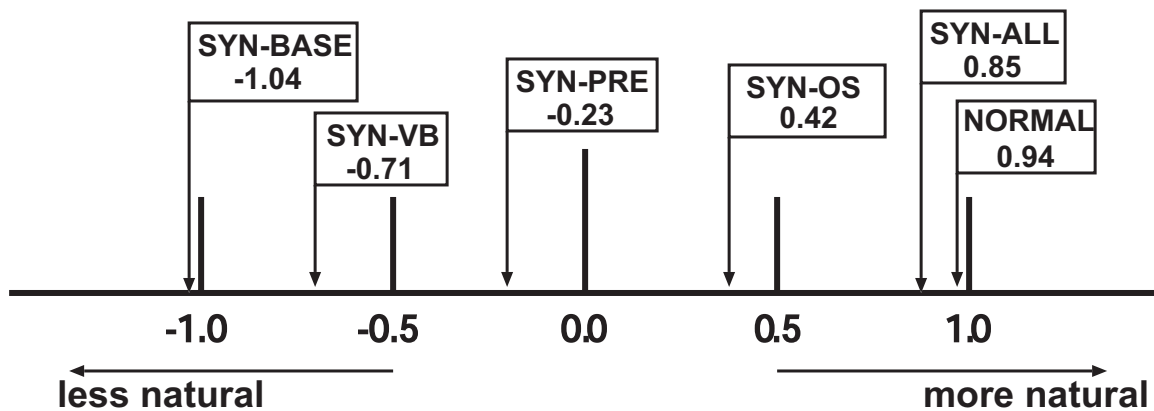 SYN-BASE
-1.04
SYN-VB
-0.71
SYN-PRE
-0.23
SYN-OS
0.42
SYN-ALL
0.85
NORMAL
0.94
-1.0 -0.5 0.0 0.5 1.0
less natural more natural